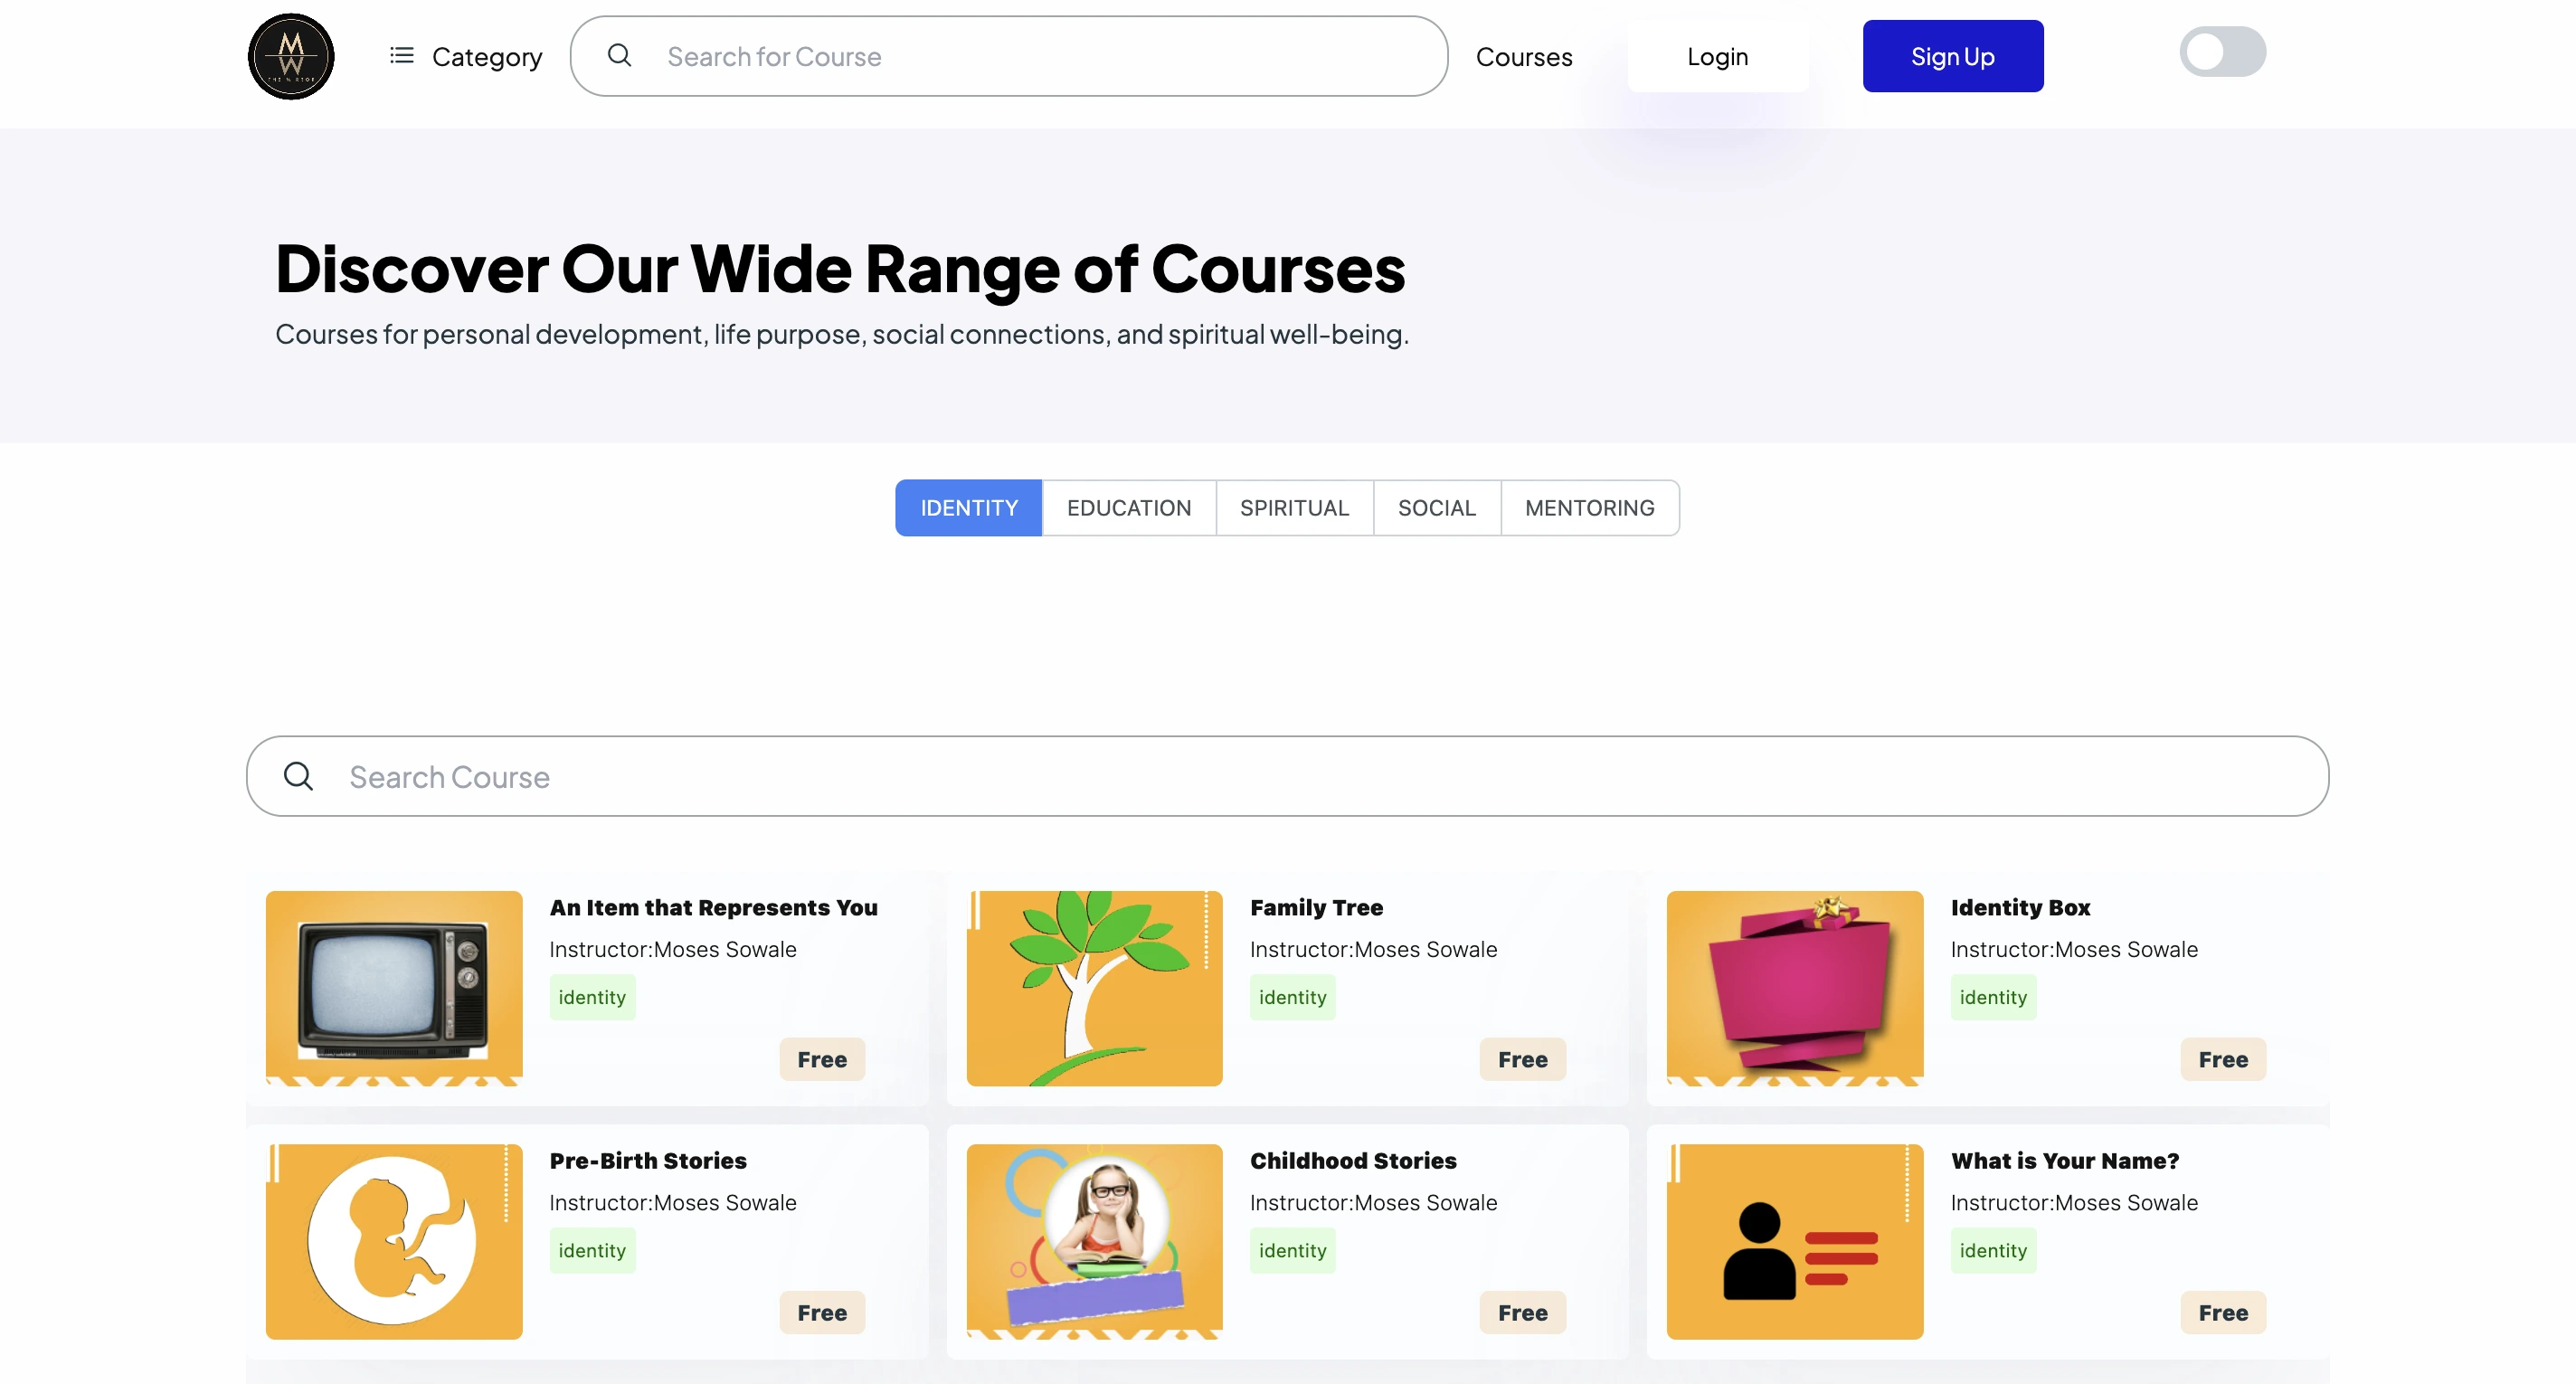 M
W
Category
Search for Course
Courses
Login
Sign Up
Discover Our Wide Range of Courses
Courses for personal development, life purpose, social connections, and spiritual well-being.
IDENTITY
EDUCATION
SPIRITUAL
SOCIAL
MENTORING
Search Course
An Item that Represents You
Instructor:Moses Sowale
identity
Free
Family Tree
Instructor:Moses Sowale
identity
Free
Identity Box
Instructor:Moses Sowale
identity
Free
Pre-Birth Stories
Instructor:Moses Sowale
identity
Free
Childhood Stories
Instructor:Moses Sowale
identity
Free
What is Your Name?
Instructor:Moses Sowale
identity
Free